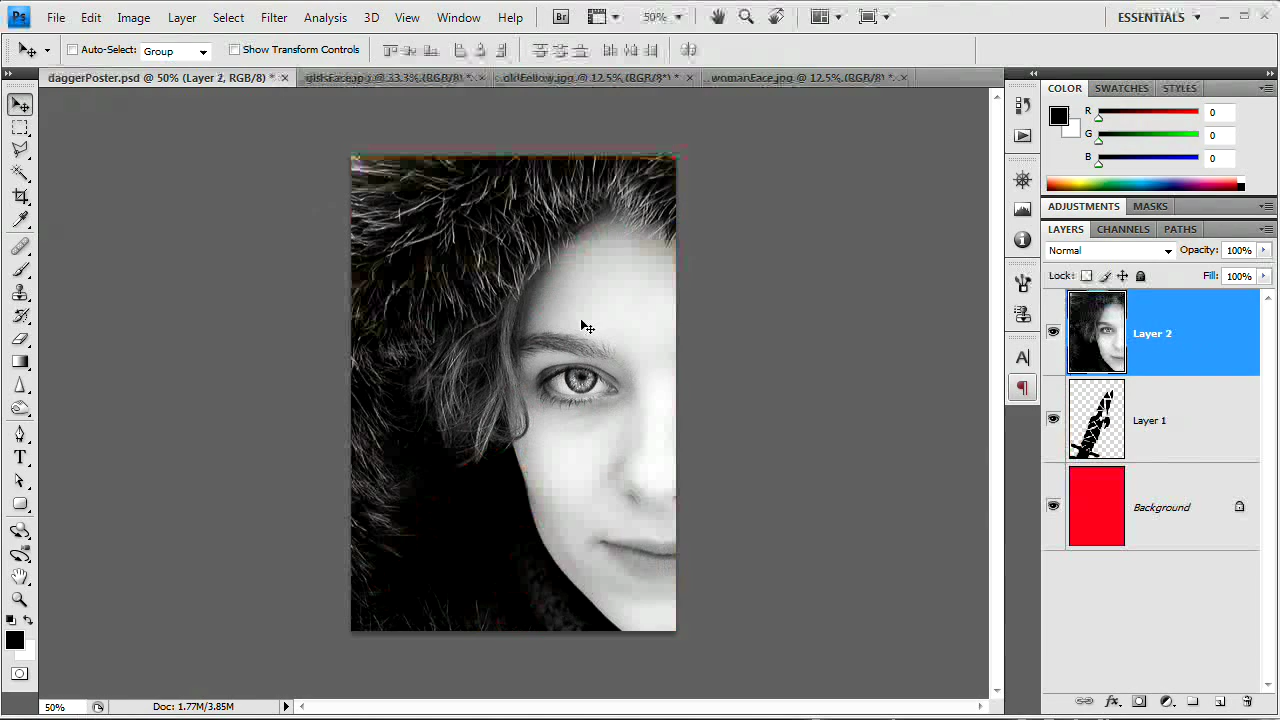 Ps File Edit Image Layer Select Filter Analysis 3D View Window Help Br 50% ESSENTIALS
Auto-Select: Group Show Transform Controls
daggerPoster.psd @ 50% (Layer 2, RGB/8) * girlsFace.jpg @ 33.3% (RGB/8) * oldFellow.jpg @ 12.5% (RGB/8*) * womanFace.jpg @ 12.5% (RGB/8) *
COLOR SWATCHES STYLES
R 0
G 0
B 0
ADJUSTMENTS MASKS
LAYERS CHANNELS PATHS
Normal Opacity: 100%
Lock: Fill: 100%
Layer 2
Layer 1
Background
50% Doc: 1.77M/3.85M